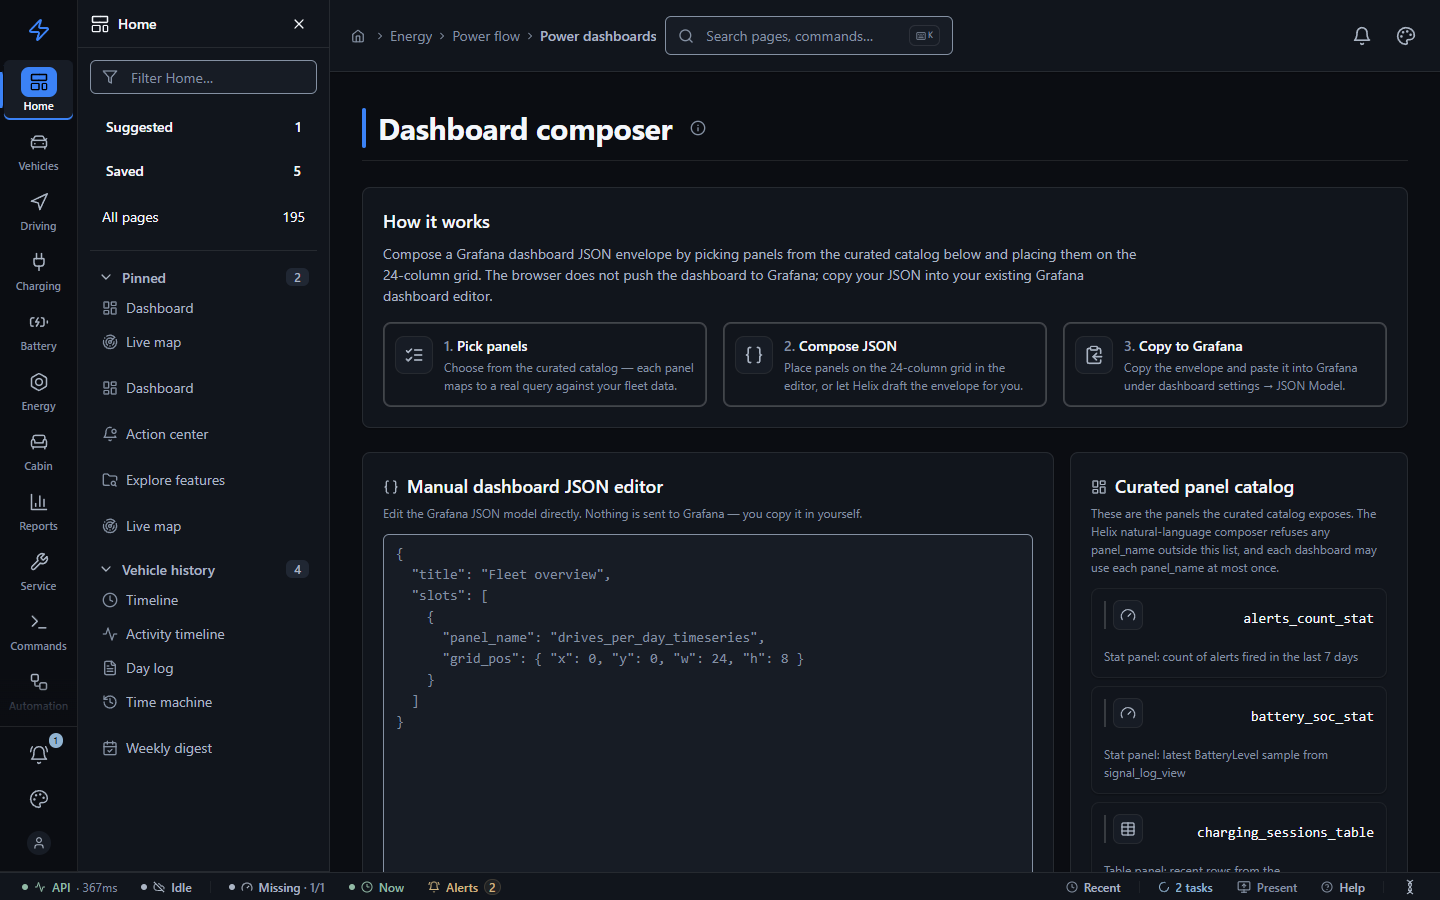 Home
Vehicles
Driving
Charging
Battery
Energy
Cabin
Reports
Service
Commands
Automation
1
Home
Filter Home...
Suggested 1
Saved 5
All pages 195
Pinned 2
Dashboard
Live map
Dashboard
Action center
Explore features
Live map
Vehicle history 4
Timeline
Activity timeline
Day log
Time machine
Weekly digest
Energy > Power flow > Power dashboards
Search pages, commands... K
Dashboard composer
How it works
Compose a Grafana dashboard JSON envelope by picking panels from the curated catalog below and placing them on the
24-column grid. The browser does not push the dashboard to Grafana; copy your JSON into your existing Grafana
dashboard editor.
1. Pick panels
Choose from the curated catalog — each panel
maps to a real query against your fleet data.
2. Compose JSON
Place panels on the 24-column grid in the
editor, or let Helix draft the envelope for you.
3. Copy to Grafana
Copy the envelope and paste it into Grafana
under dashboard settings → JSON Model.
{} Manual dashboard JSON editor
Edit the Grafana JSON model directly. Nothing is sent to Grafana — you copy it in yourself.
{
"title": "Fleet overview",
"slots": [
{
"panel_name": "drives_per_day_timeseries",
"grid_pos": { "x": 0, "y": 0, "w": 24, "h": 8 }
}
]
}
Curated panel catalog
These are the panels the curated catalog exposes. The
Helix natural-language composer refuses any
panel_name outside this list, and each dashboard may
use each panel_name at most once.
alerts_count_stat
Stat panel: count of alerts fired in the last 7 days
battery_soc_stat
Stat panel: latest BatteryLevel sample from
signal_log_view
charging_sessions_table
Table panel: recent rows from the
API · 367ms
Idle
Missing · 1/1
Now
Alerts 2
Recent
2 tasks
Present
Help